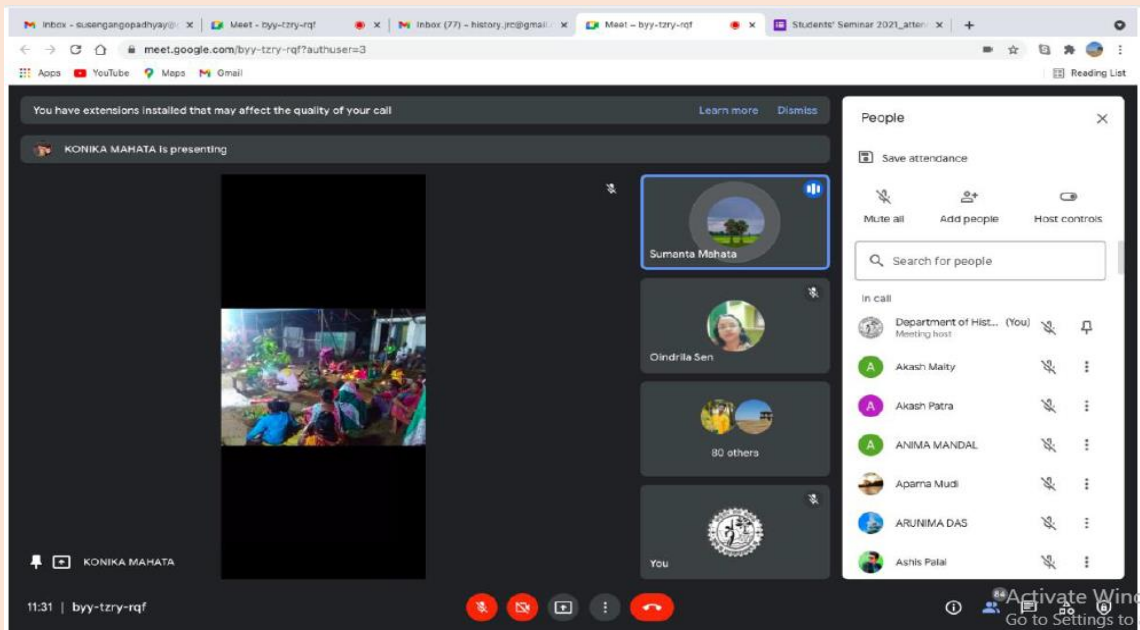 Inbox - susengangopadhyay@
Meet - byy-tzry-rqf
Inbox (77) - history.jrc@gmail.
Meet - byy-tzry-rqf
Students' Seminar 2021_atten
meet.google.com/byy-tzry-rqf?authuser=3
Apps YouTube Maps Gmail
Reading List
You have extensions installed that may affect the quality of your call
Learn more Dismiss
KONIKA MAHATA is presenting
Sumanta Mahata
Oindrila Sen
80 others
You
KONIKA MAHATA
11:31 | byy-tzry-rqf
People
Save attendance
Mute all Add people Host controls
Search for people
In call
Department of Hist... (You)
Meeting host
A Akash Maity
A Akash Patra
A ANIMA MANDAL
Aparna Mudi
ARUNIMA DAS
Ashis Palai
84
Activate Wind
Go to Settings to